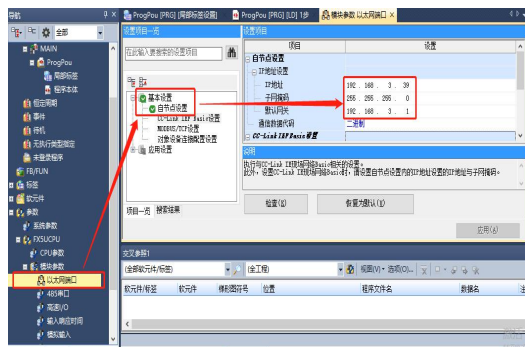 导航
全部
MAIN
ProgPou
局部标签
程序本体
恒定周期
事件
待机
无执行类型指定
未登录程序
FB/FUN
标签
软元件
参数
系统参数
FX5UCPU
CPU参数
模块参数
以太网端口
485串口
高速I/O
输入响应时间
模拟输入
ProgPou [PRG] [局部标签设置]
ProgPou [PRG] [LD] 1步
模块参数 以太网端口 ×
设置项目一览
在此输入要搜索的设置项目
基本设置
自节点设置
CC-Link IEF Basic设置
MODBUS/TCP设置
对象设备连接配置设置
应用设置
项目一览
搜索结果
设置项目
项目
设置
自节点设置
IP地址设置
IP地址
192 . 168 . 3 . 39
子网掩码
255 . 255 . 255 . 0
默认网关
192 . 168 . 3 . 1
通信数据代码
二进制
CC-Link IEF Basic设置
说明
执行与CC-Link IE现场网络Basic相关的设置。
此外,设置CC-Link IE现场网络Basic时,请设置自节点设置内的IP地址设置的IP地址与子网掩码。
检查(K)
恢复为默认(U)
应用(A)
交叉参照1
(全部软元件/标签)
(全工程)
视图(V)
选项(O)...
软元件/标签
软元件
梯形图符号
位置
程序文件名
数据名
注